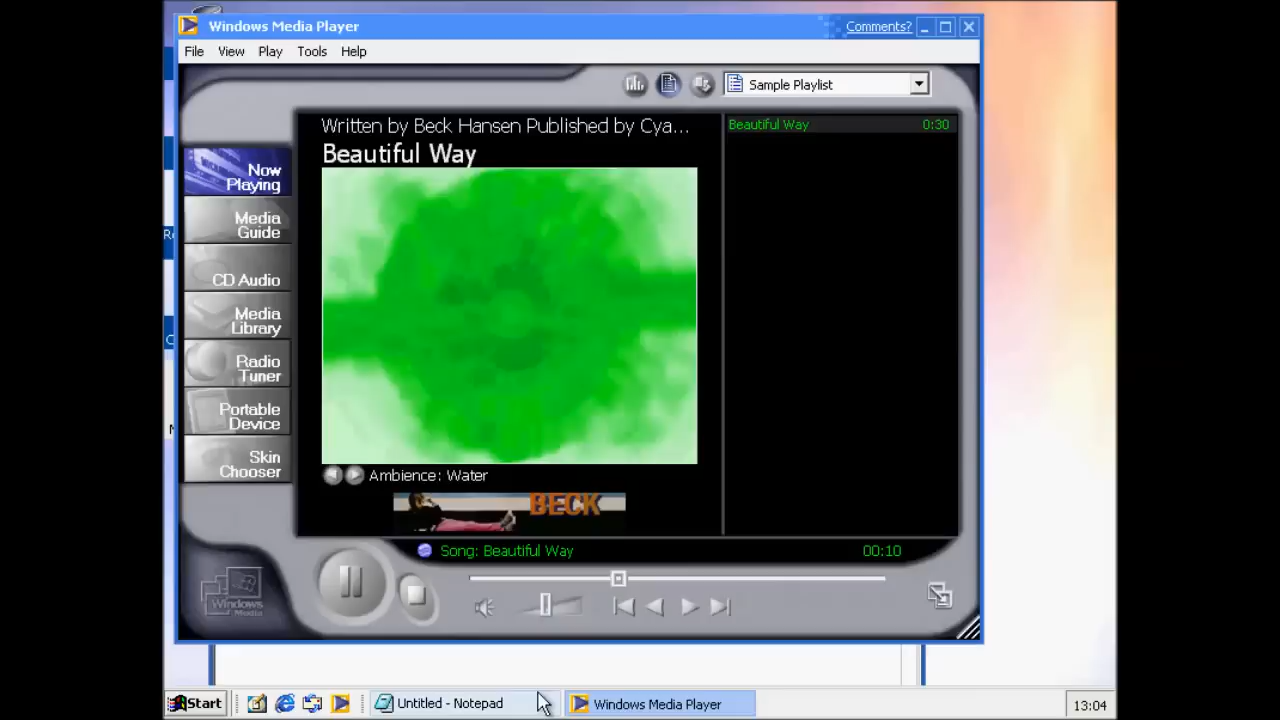 Windows Media Player
Comments?
File View Play Tools Help
Sample Playlist
Written by Beck Hansen Published by Cya...
Beautiful Way
Beautiful Way 0:30
Now Playing
Media Guide
CD Audio
Media Library
Radio Tuner
Portable Device
Skin Chooser
Ambience: Water
BECK
Song: Beautiful Way 00:10
Windows Media
Start
Untitled - Notepad
Windows Media Player
13:04